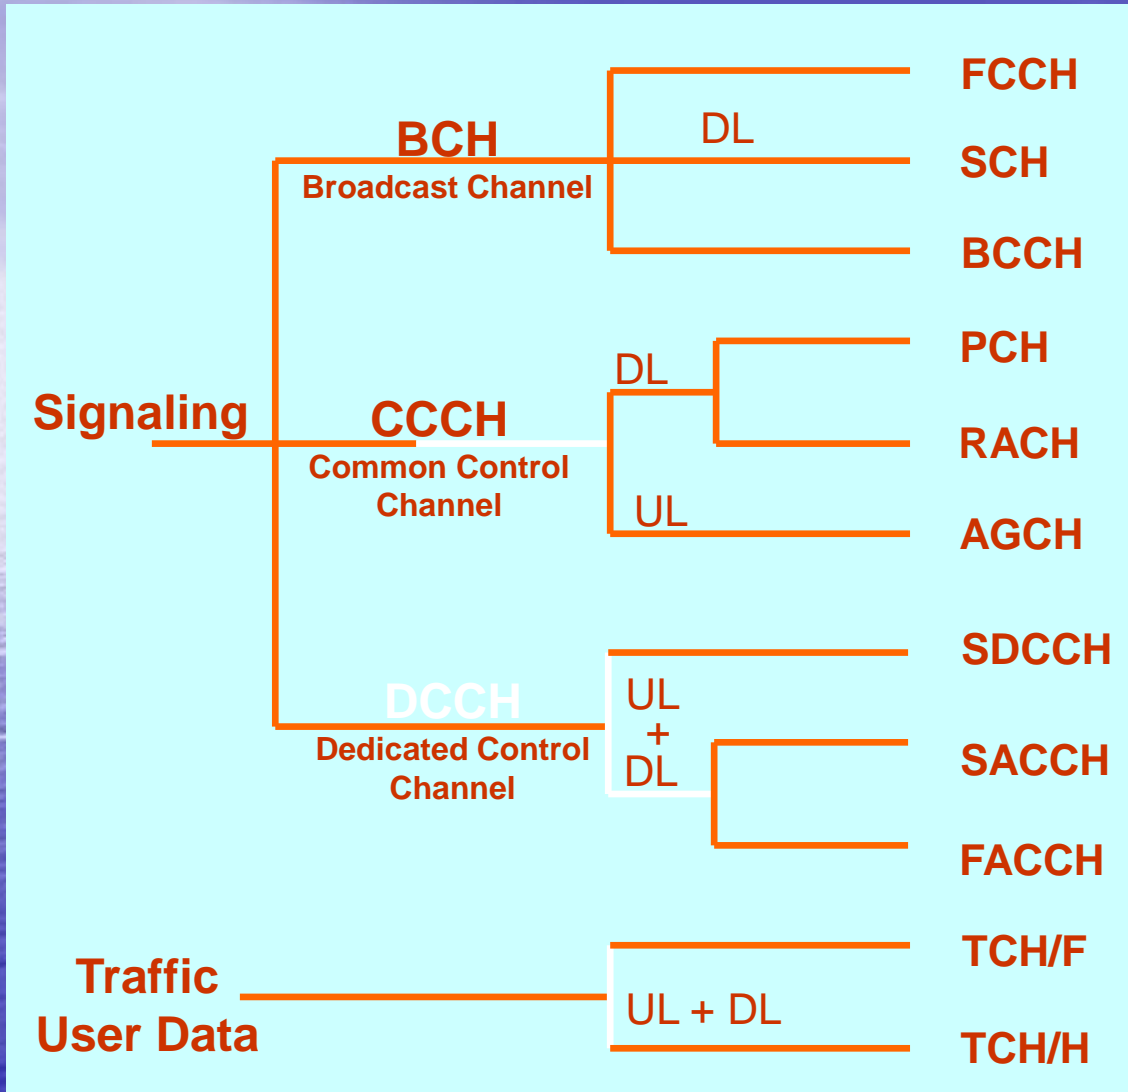 FCCH
DL
BCH
SCH
Broadcast Channel
BCCH
PCH
DL
Signaling
CCCH
RACH
Common Control
Channel
UL
AGCH
SDCCH
DCCH
UL
+
DL
Dedicated Control
Channel
SACCH
FACCH
TCH/F
Traffic
User Data
UL + DL
TCH/H